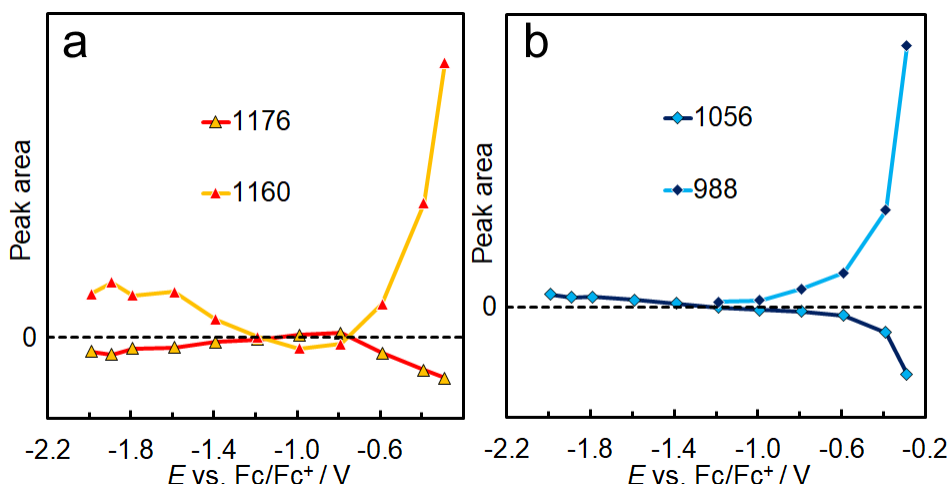 a
1176
1160
Peak area
0
-2.2 -1.8 -1.4 -1.0 -0.6
E vs. Fc/Fc⁺ / V
b
1056
988
Peak area
0
-2.2 -1.8 -1.4 -1.0 -0.6 -0.2
E vs. Fc/Fc⁺ / V